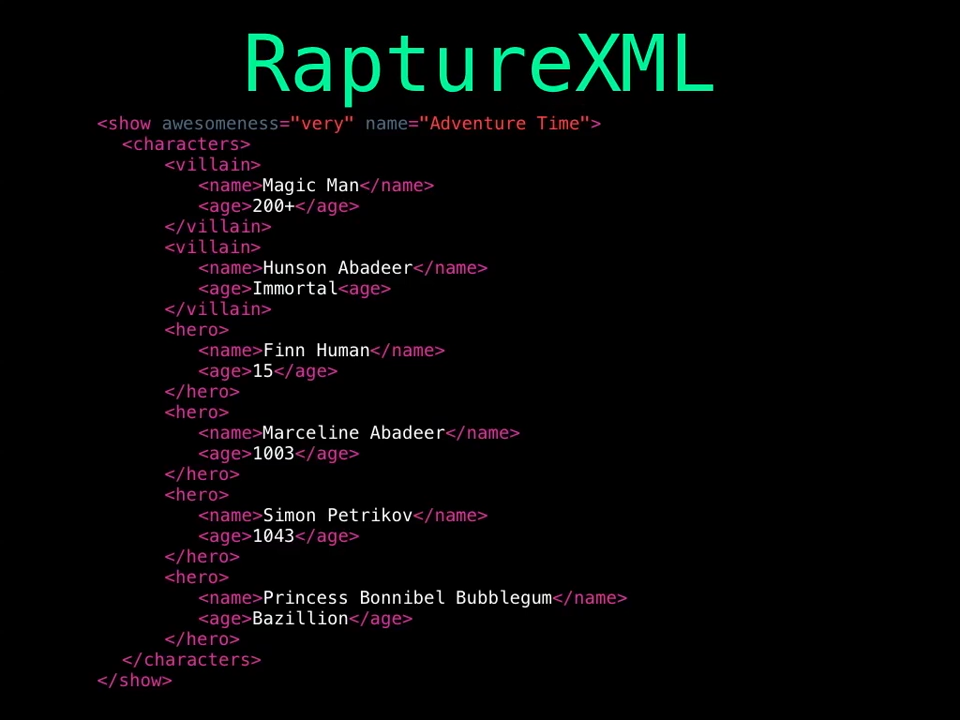 RaptureXML
<show awesomeness="very" name="Adventure Time">
<characters>
<villain>
<name>Magic Man</name>
<age>200+</age>
</villain>
<villain>
<name>Hunson Abadeer</name>
<age>Immortal<age>
</villain>
<hero>
<name>Finn Human</name>
<age>15</age>
</hero>
<hero>
<name>Marceline Abadeer</name>
<age>1003</age>
</hero>
<hero>
<name>Simon Petrikov</name>
<age>1043</age>
</hero>
<hero>
<name>Princess Bonnibel Bubblegum</name>
<age>Bazillion</age>
</hero>
</characters>
</show>